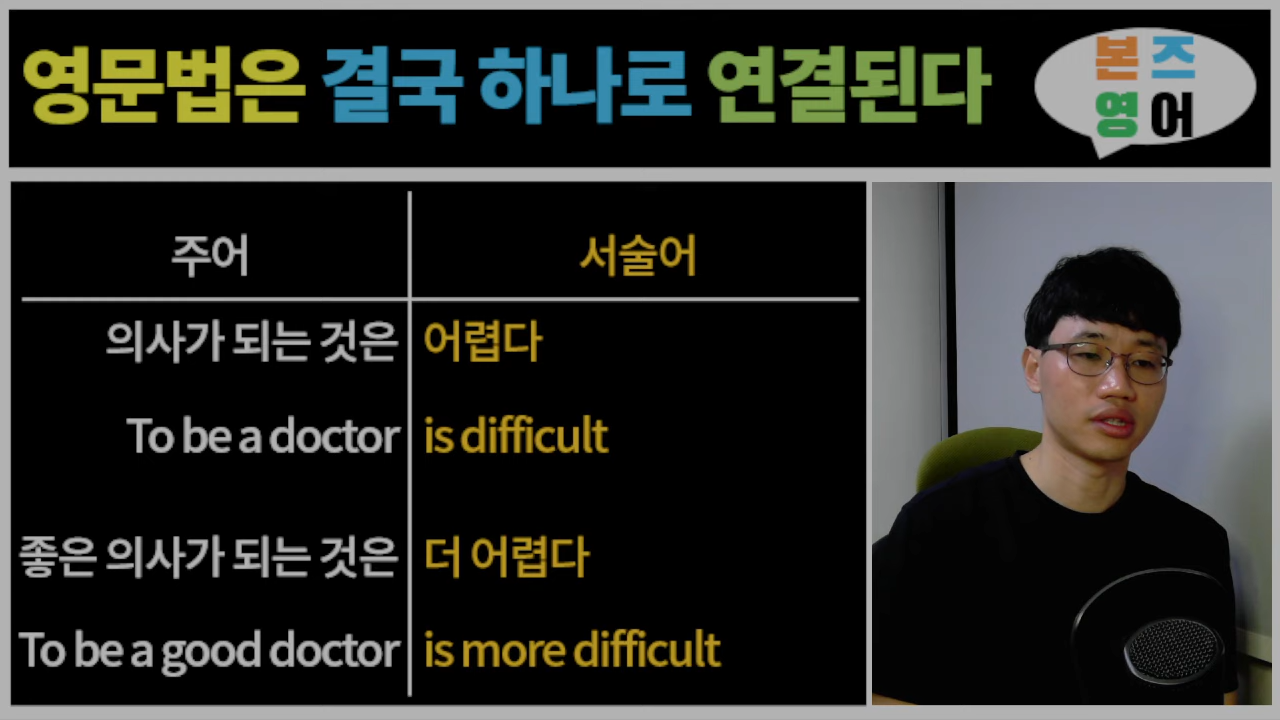 영문법은 결국 하나로 연결된다
본즈
영어
주어 서술어
의사가 되는 것은 어렵다
To be a doctor is difficult
좋은 의사가 되는 것은 더 어렵다
To be a good doctor is more difficult